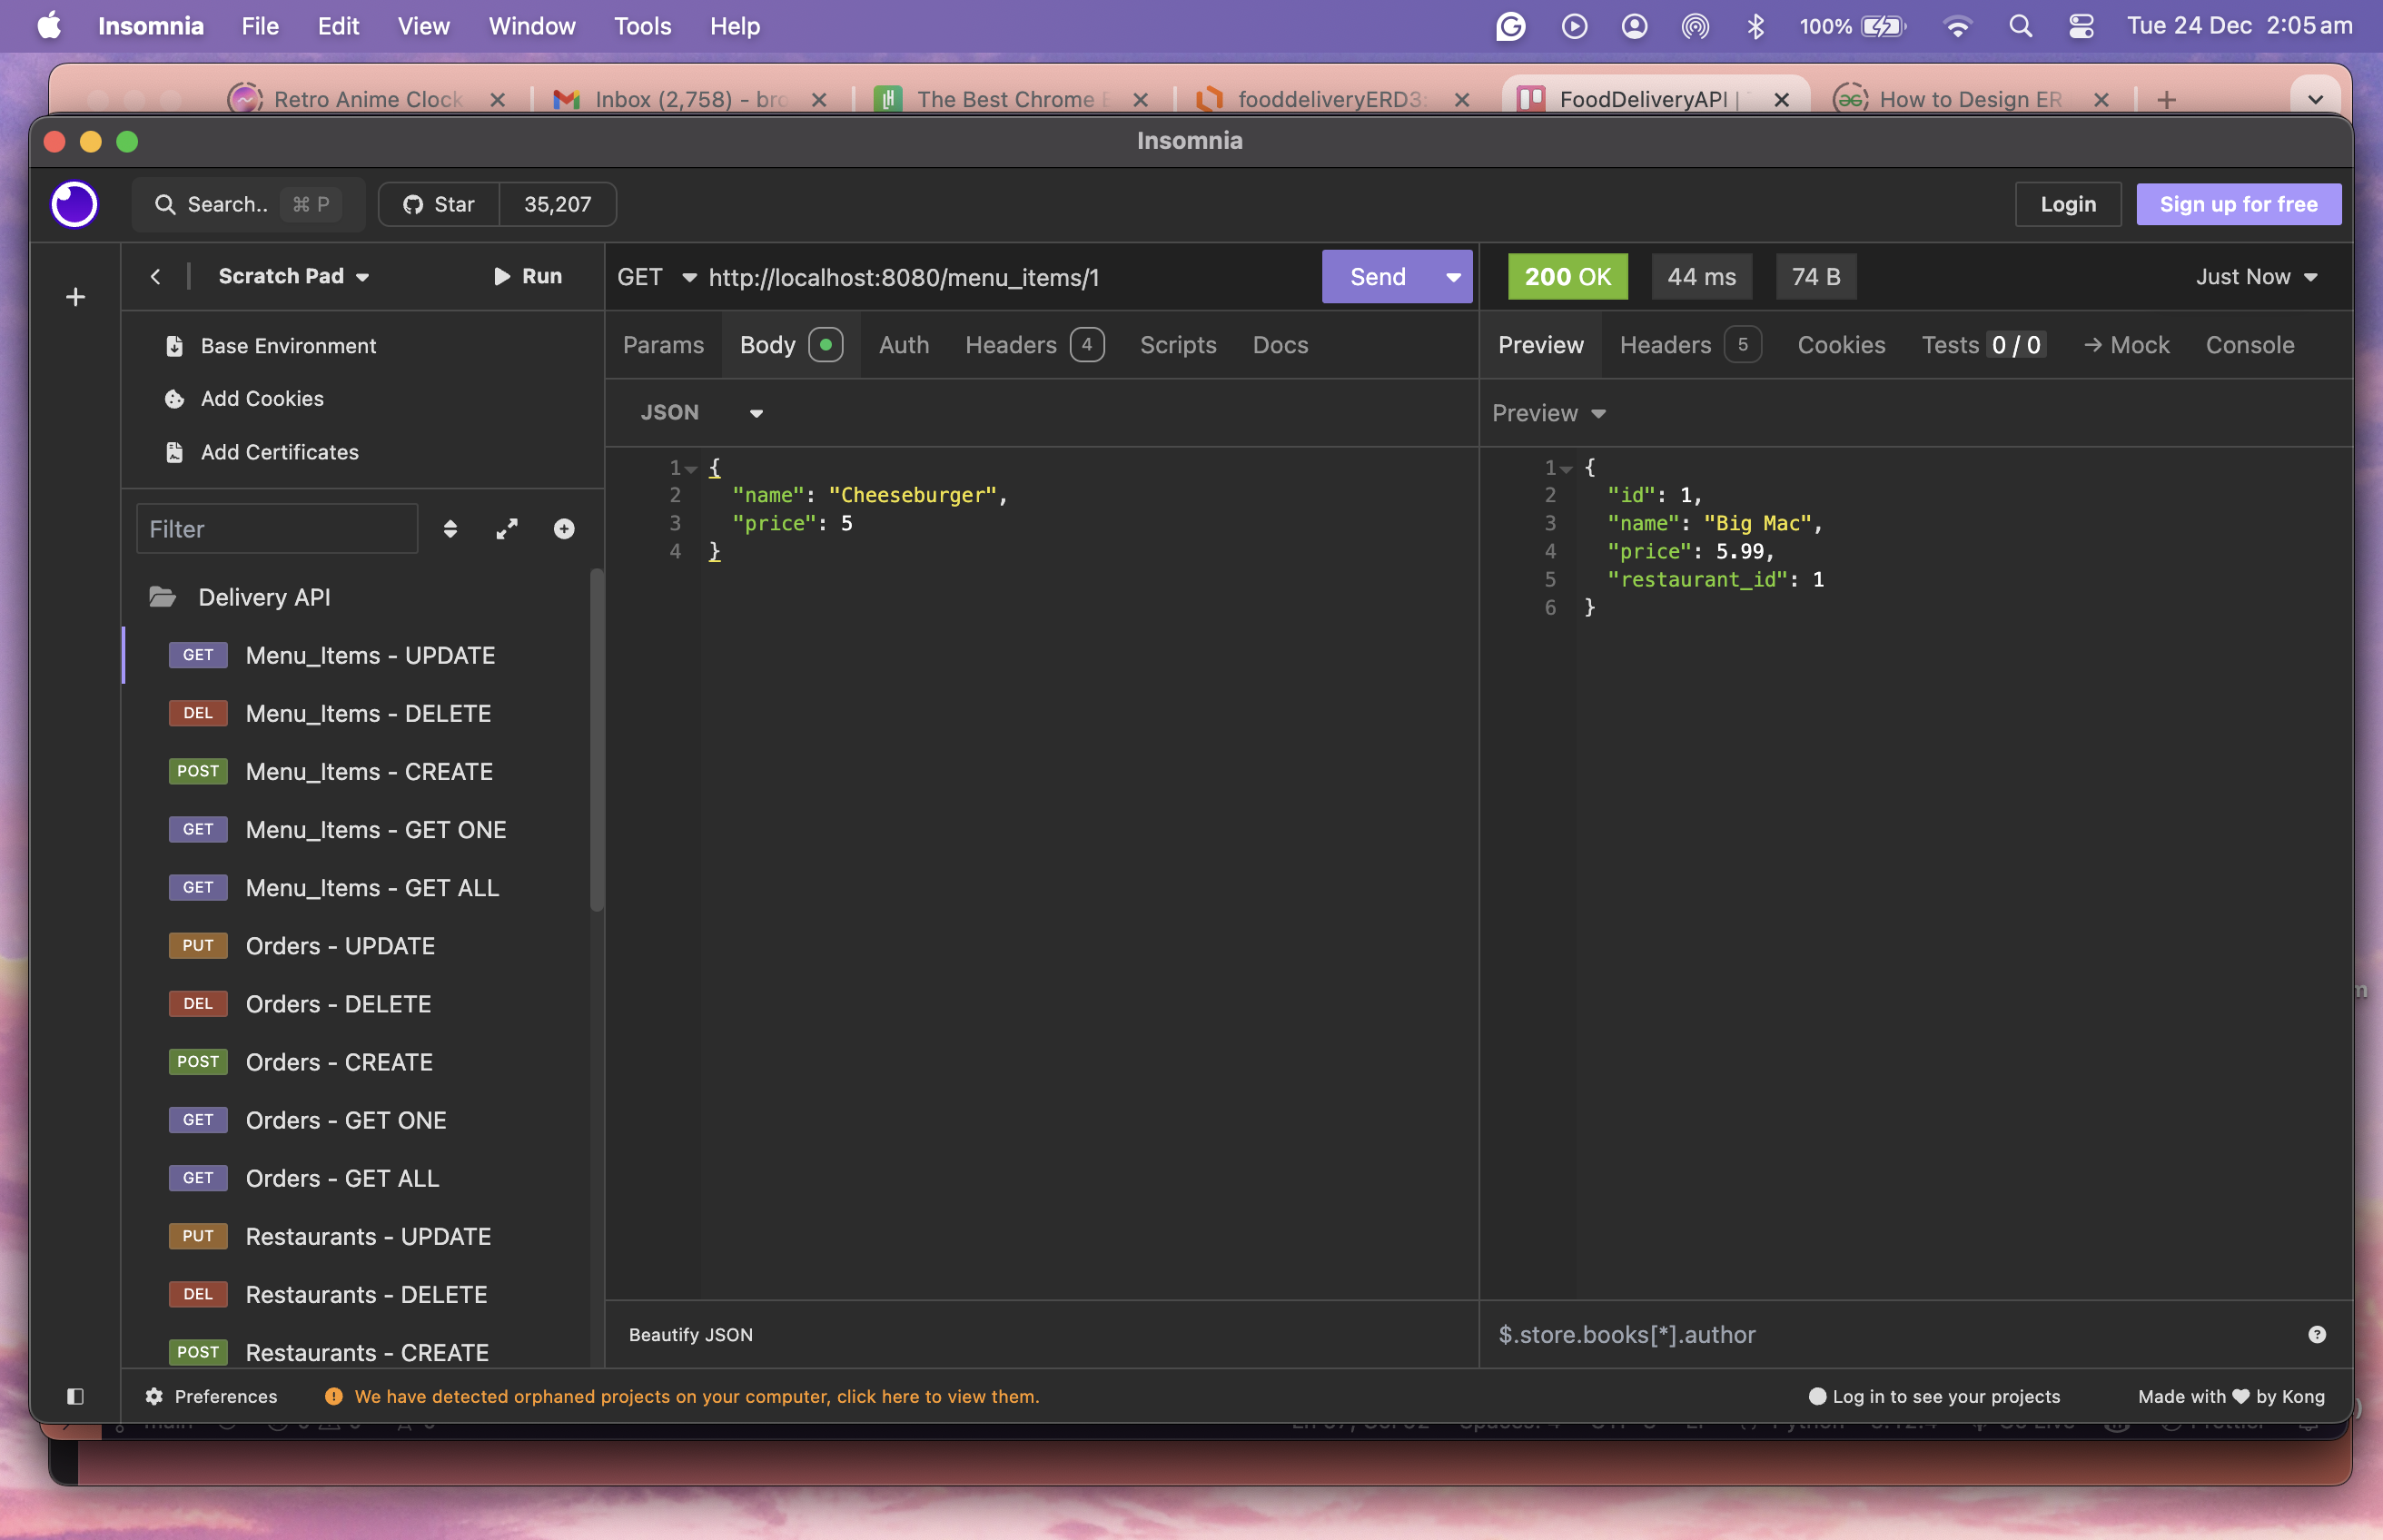 Insomnia File Edit View Window Tools Help 100% Tue 24 Dec 2:05 am
Retro Anime Clock Inbox (2,758) - bro The Best Chrome E fooddeliveryERD3: FoodDeliveryAPI | How to Design ER
Insomnia
Search.. ⌘ P Star 35,207 Login Sign up for free
Scratch Pad Run GET http://localhost:8080/menu_items/1 Send 200 OK 44 ms 74 B Just Now
Base Environment
Add Cookies
Add Certificates
Filter
Delivery API
GET Menu_Items - UPDATE
DEL Menu_Items - DELETE
POST Menu_Items - CREATE
GET Menu_Items - GET ONE
GET Menu_Items - GET ALL
PUT Orders - UPDATE
DEL Orders - DELETE
POST Orders - CREATE
GET Orders - GET ONE
GET Orders - GET ALL
PUT Restaurants - UPDATE
DEL Restaurants - DELETE
POST Restaurants - CREATE
Params Body Auth Headers 4 Scripts Docs
JSON
1 {
2 "name": "Cheeseburger",
3 "price": 5
4 }
Beautify JSON
Preview Headers 5 Cookies Tests 0 / 0 → Mock Console
Preview
1 {
2 "id": 1,
3 "name": "Big Mac",
4 "price": 5.99,
5 "restaurant_id": 1
6 }
$.store.books[*].author
Preferences We have detected orphaned projects on your computer, click here to view them. Log in to see your projects Made with ♥ by Kong